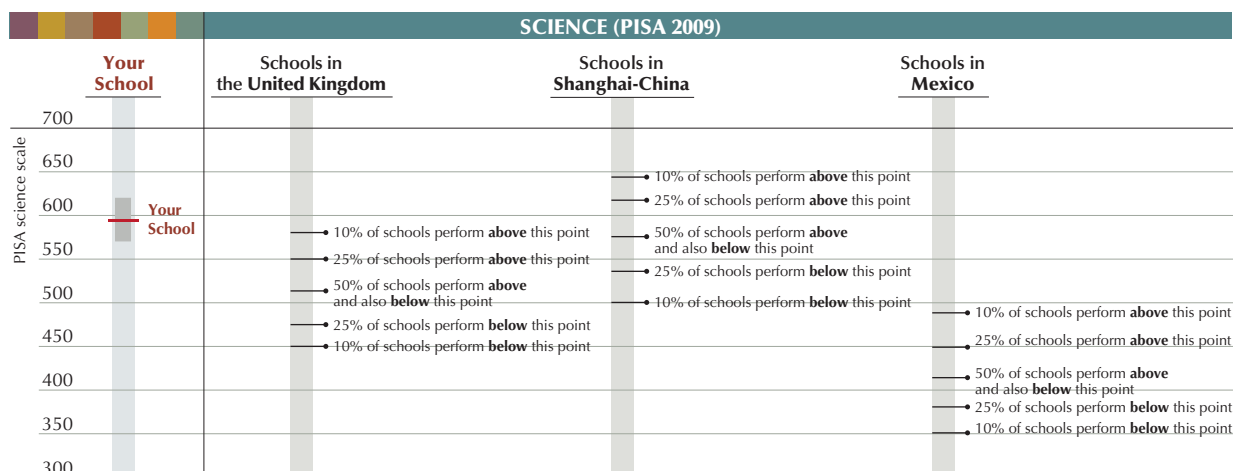 SCIENCE (PISA 2009)
Your
School
Schools in
the United Kingdom
Schools in
Shanghai-China
Schools in
Mexico
PISA science scale
700
650
600
550
500
450
400
350
300
Your
School
10% of schools perform above this point
25% of schools perform above this point
50% of schools perform above
and also below this point
25% of schools perform below this point
10% of schools perform below this point
10% of schools perform above this point
25% of schools perform above this point
50% of schools perform above
and also below this point
25% of schools perform below this point
10% of schools perform below this point
10% of schools perform above this point
25% of schools perform above this point
50% of schools perform above
and also below this point
25% of schools perform below this point
10% of schools perform below this point